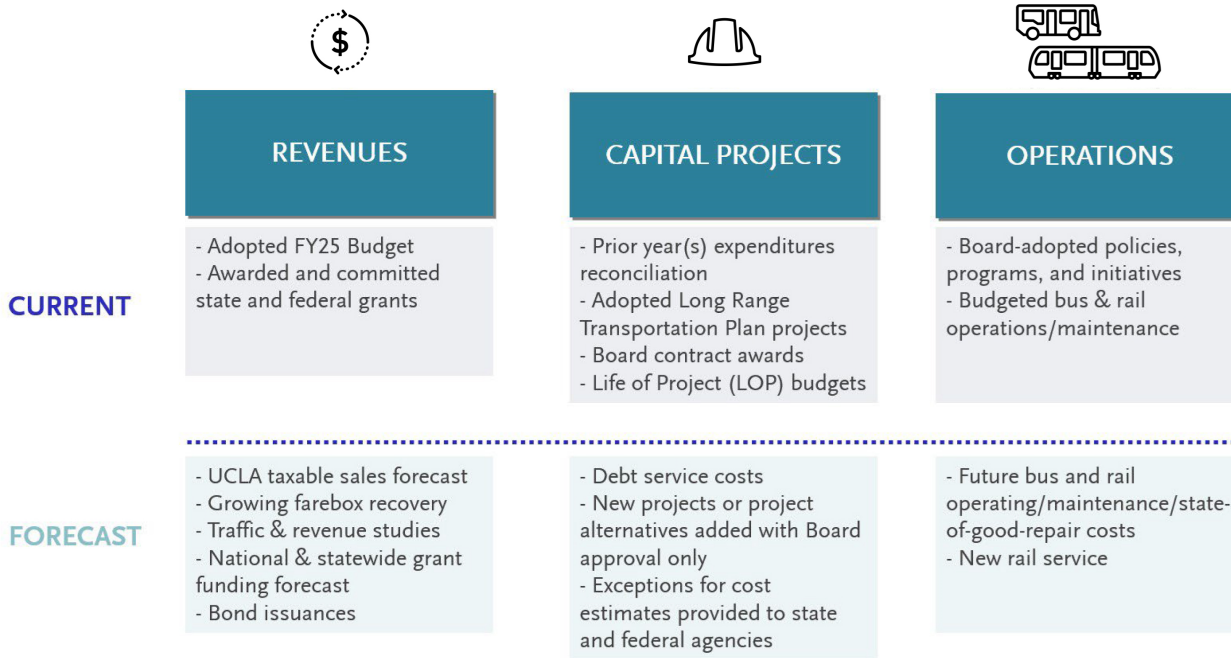 $
REVENUES
CAPITAL PROJECTS
OPERATIONS
CURRENT
- Adopted FY25 Budget
- Awarded and committed
state and federal grants
- Prior year(s) expenditures
reconciliation
- Adopted Long Range
Transportation Plan projects
- Board contract awards
- Life of Project (LOP) budgets
- Board-adopted policies,
programs, and initiatives
- Budgeted bus & rail
operations/maintenance
FORECAST
- UCLA taxable sales forecast
- Growing farebox recovery
- Traffic & revenue studies
- National & statewide grant
funding forecast
- Bond issuances
- Debt service costs
- New projects or project
alternatives added with Board
approval only
- Exceptions for cost
estimates provided to state
and federal agencies
- Future bus and rail
operating/maintenance/state-
of-good-repair costs
- New rail service